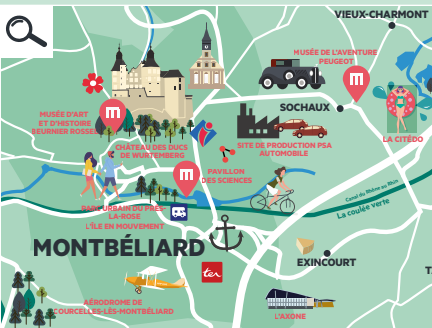 VIEUX-CHARMONT
MUSÉE DE L'AVENTURE
PEUGEOT
m
SOCHAUX
MUSÉE D'ART
ET D'HISTOIRE
BEURNIER ROSSEL
m
LA CITÉDO
CHÂTEAU DES DUCS
DE WURTEMBERG
SITE DE PRODUCTION PSA
AUTOMOBILE
m
PAVILLON
DES SCIENCES
Canal du Rhône au Rhin
La coulée verte
PARC URBAIN DU PRÈS-
LA-ROSE
L'ÎLE EN MOUVEMENT
MONTBÉLIARD
EXINCOURT
ter
AÉRODROME DE
COURCELLES-LÈS-MONTBÉLIARD
L'AXONE